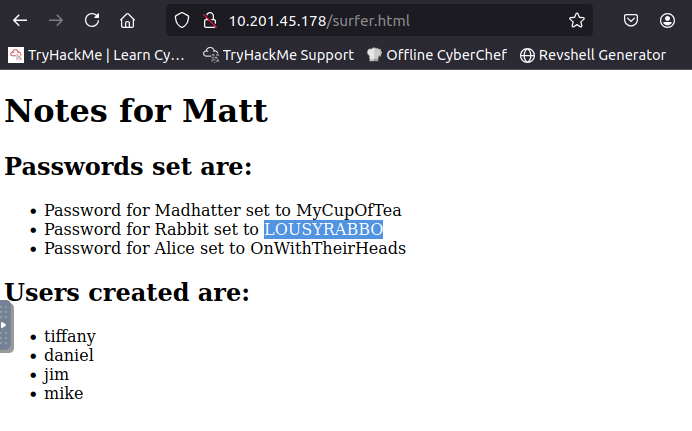 10.201.45.178/surfer.html
TryHackMe | Learn Cy… TryHackMe Support Offline CyberChef Revshell Generator
Notes for Matt
Passwords set are:
Password for Madhatter set to MyCupOfTea
Password for Rabbit set to LOUSYRABBO
Password for Alice set to OnWithTheirHeads
Users created are:
tiffany
daniel
jim
mike